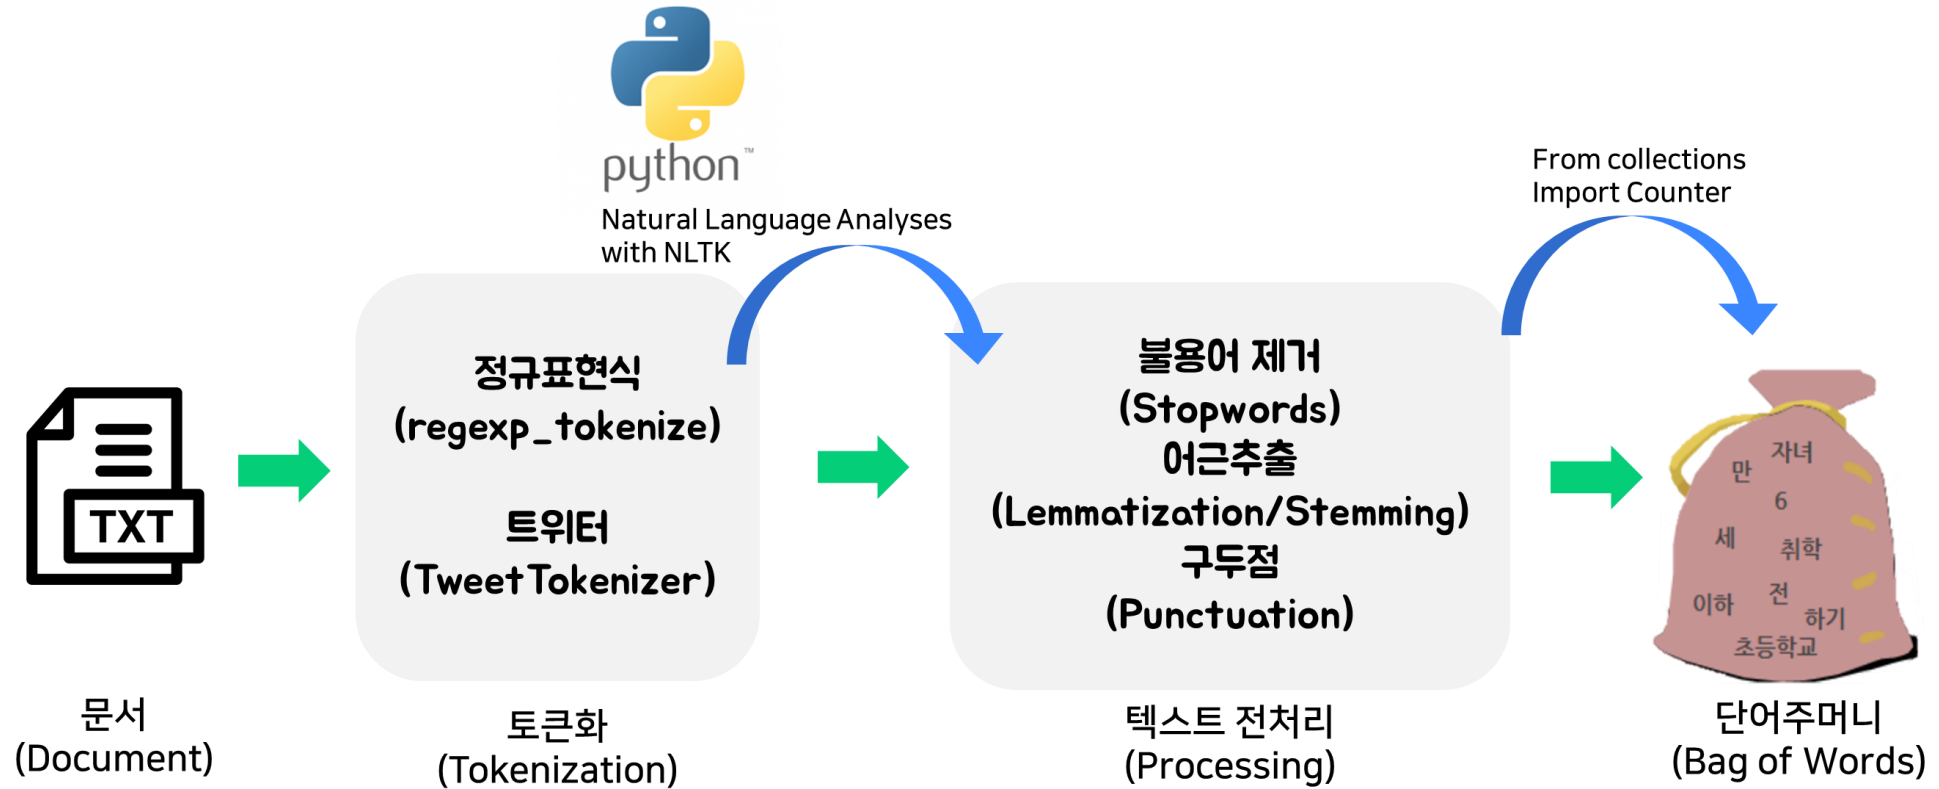 python™
Natural Language Analyses
with NLTK
From collections
Import Counter
TXT
문서
(Document)
정규표현식
(regexp_tokenize)
트위터
(TweetTokenizer)
토큰화
(Tokenization)
불용어 제거
(Stopwords)
어근추출
(Lemmatization/Stemming)
구두점
(Punctuation)
텍스트 전처리
(Processing)
자녀
만
6
세
취학
전
이하
하기
초등학교
단어주머니
(Bag of Words)